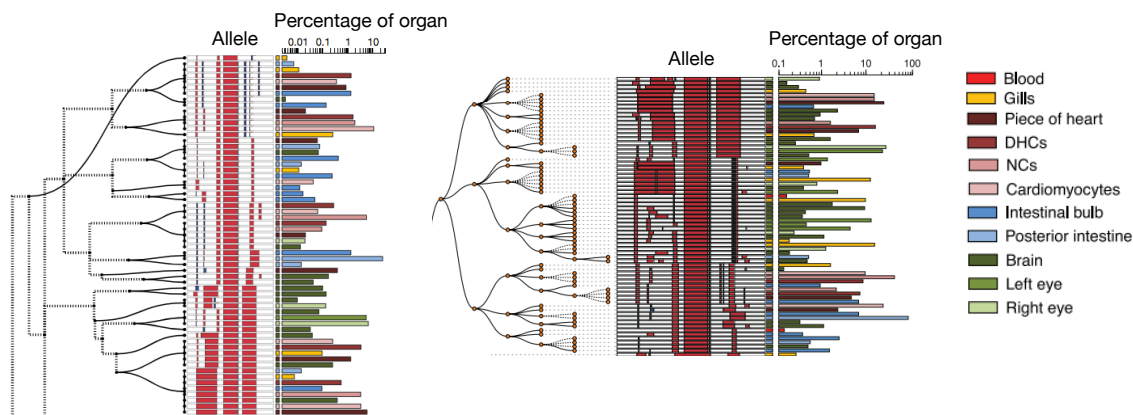 Percentage of organ
Allele
0.01 0.1 1 10
Percentage of organ
Allele
0.1 1 10 100
Blood
Gills
Piece of heart
DHCs
NCs
Cardiomyocytes
Intestinal bulb
Posterior intestine
Brain
Left eye
Right eye